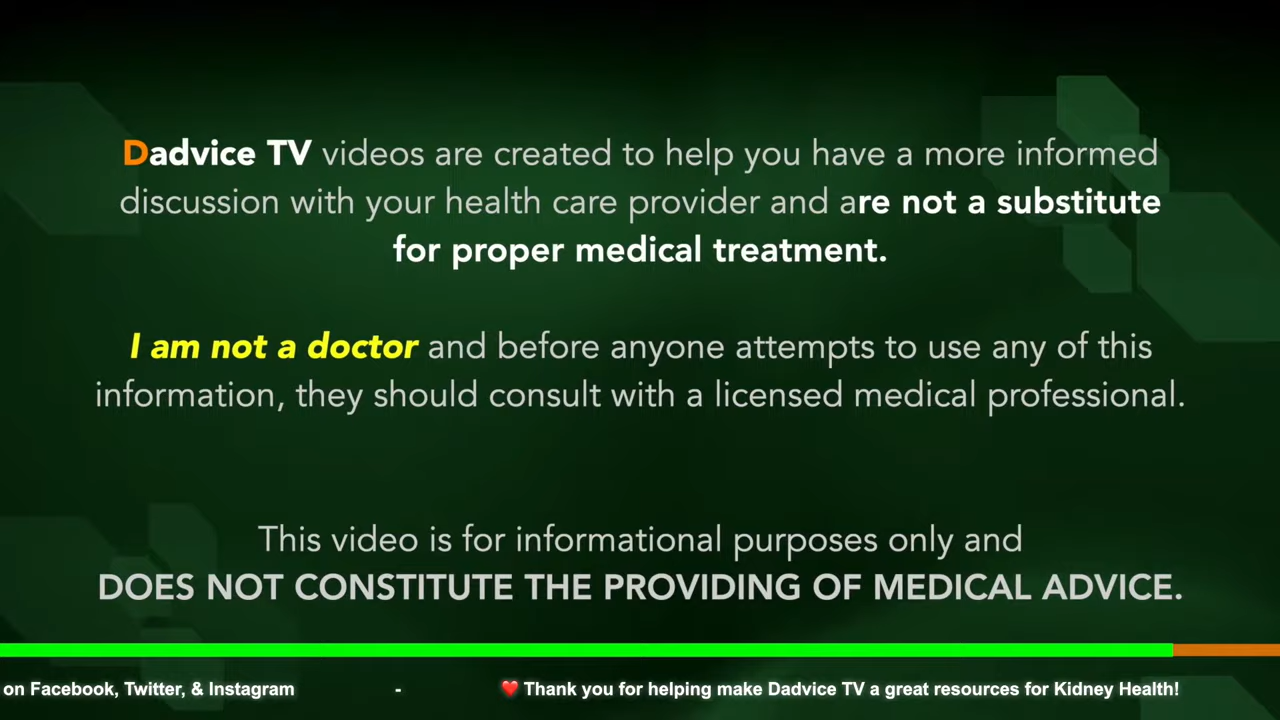 Dadvice TV videos are created to help you have a more informed
discussion with your health care provider and are not a substitute
for proper medical treatment.
I am not a doctor and before anyone attempts to use any of this
information, they should consult with a licensed medical professional.
This video is for informational purposes only and
DOES NOT CONSTITUTE THE PROVIDING OF MEDICAL ADVICE.
on Facebook, Twitter, & Instagram - ❤️ Thank you for helping make Dadvice TV a great resources for Kidney Health!